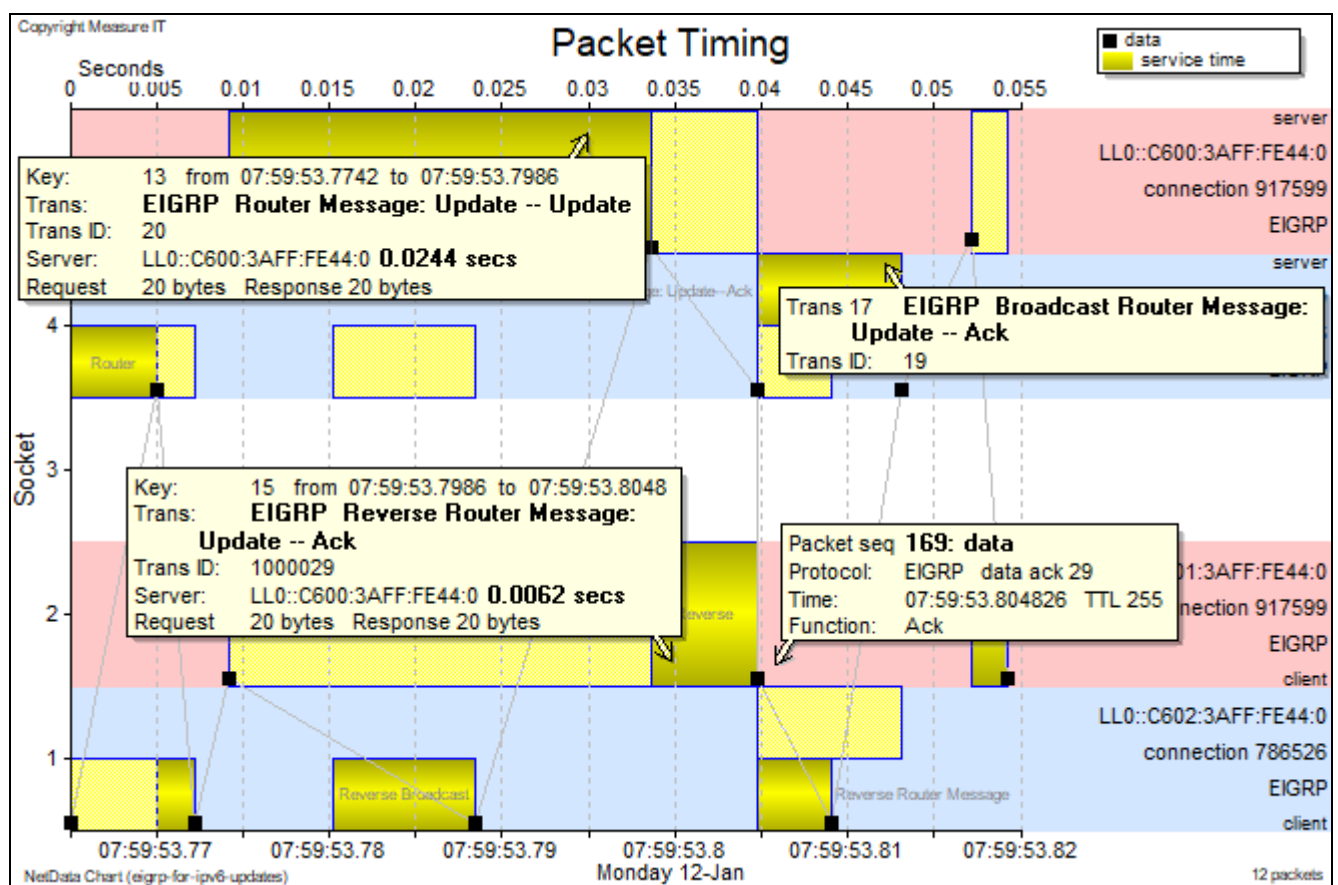 Copyright Measure IT
Packet Timing
data
service time
Seconds
0 0.005 0.01 0.015 0.02 0.025 0.03 0.035 0.04 0.045 0.05 0.055
server
LL0::C600:3AFF:FE44:0
connection 917599
EIGRP
server
Key: 13 from 07:59:53.7742 to 07:59:53.7986
Trans: EIGRP Router Message: Update -- Update
Trans ID: 20
Server: LL0::C600:3AFF:FE44:0 0.0244 secs
Request 20 bytes Response 20 bytes
Update--Ack
Trans 17 EIGRP Broadcast Router Message:
Update -- Ack
Trans ID: 19
4
Router
Socket
3
Key: 15 from 07:59:53.7986 to 07:59:53.8048
Trans: EIGRP Reverse Router Message:
Update -- Ack
Trans ID: 1000029
Server: LL0::C600:3AFF:FE44:0 0.0062 secs
Request 20 bytes Response 20 bytes
Packet seq 169: data
Protocol: EIGRP data ack 29
Time: 07:59:53.804826 TTL 255
Function: Ack
2
Reverse
01:3AFF:FE44:0
nnection 917599
EIGRP
client
LL0::C602:3AFF:FE44:0
connection 786526
EIGRP
client
1
Reverse Broadcast
Reverse Router Message
07:59:53.77 07:59:53.78 07:59:53.79 07:59:53.8 07:59:53.81 07:59:53.82
Monday 12-Jan
NetData Chart (eigrp-for-ipv6-updates)
12 packets